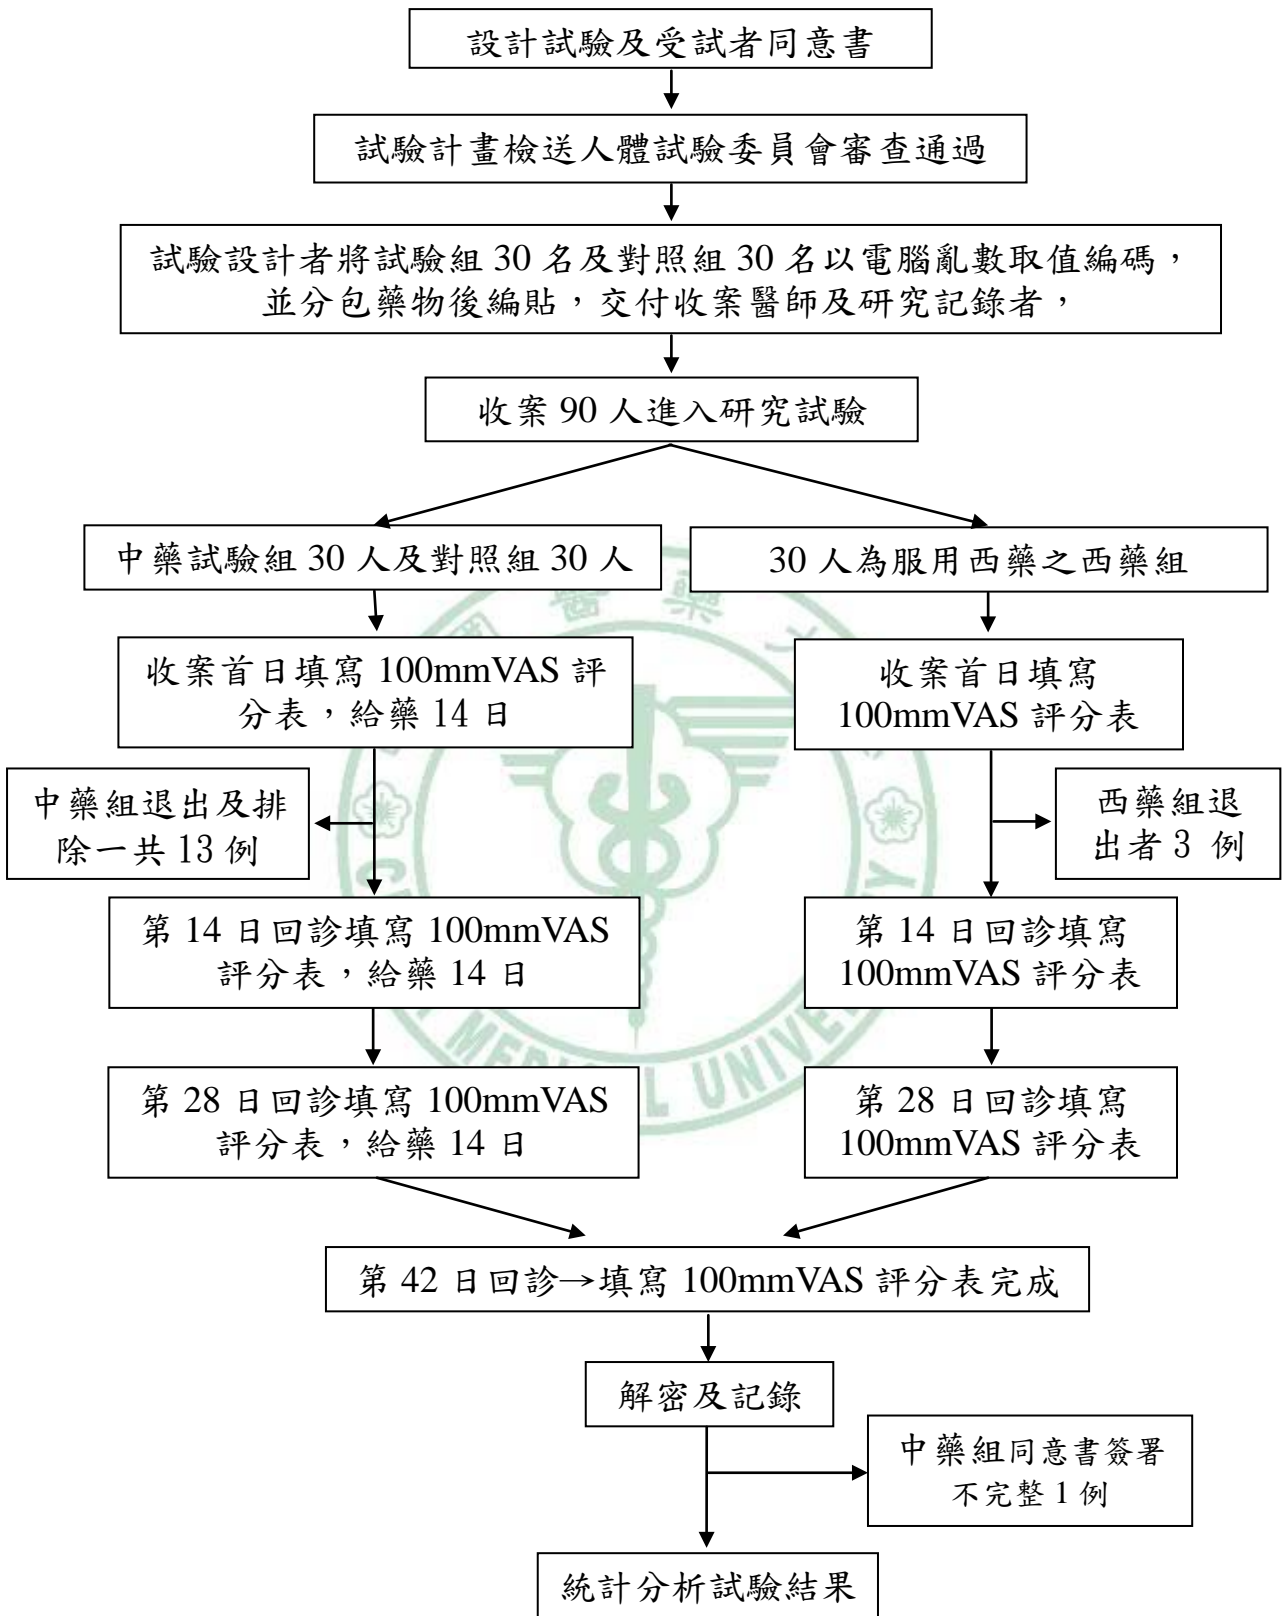 設計試驗及受試者同意書
試驗計畫檢送人體試驗委員會審查通過
試驗設計者將試驗組 30 名及對照組 30 名以電腦亂數取值編碼，
並分包藥物後編貼，交付收案醫師及研究記錄者，
收案 90 人進入研究試驗
中藥試驗組 30 人及對照組 30 人
30 人為服用西藥之西藥組
收案首日填寫 100mmVAS 評
分表，給藥 14 日
收案首日填寫
100mmVAS 評分表
中藥組退出及排
除一共 13 例
西藥組退
出者 3 例
第 14 日回診填寫 100mmVAS
評分表，給藥 14 日
第 14 日回診填寫
100mmVAS 評分表
第 28 日回診填寫 100mmVAS
評分表，給藥 14 日
第 28 日回診填寫
100mmVAS 評分表
第 42 日回診→填寫 100mmVAS 評分表完成
解密及記錄
中藥組同意書簽署
不完整 1 例
統計分析試驗結果